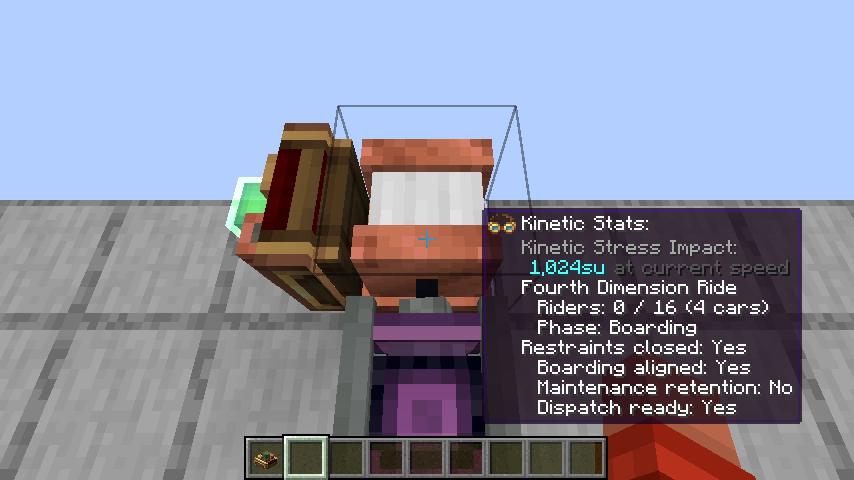 Kinetic Stats:
Kinetic Stress Impact:
1,024su at current speed
Fourth Dimension Ride
Riders: 0 / 16 (4 cars)
Phase: Boarding
Restraints closed: Yes
Boarding aligned: Yes
Maintenance retention: No
Dispatch ready: Yes